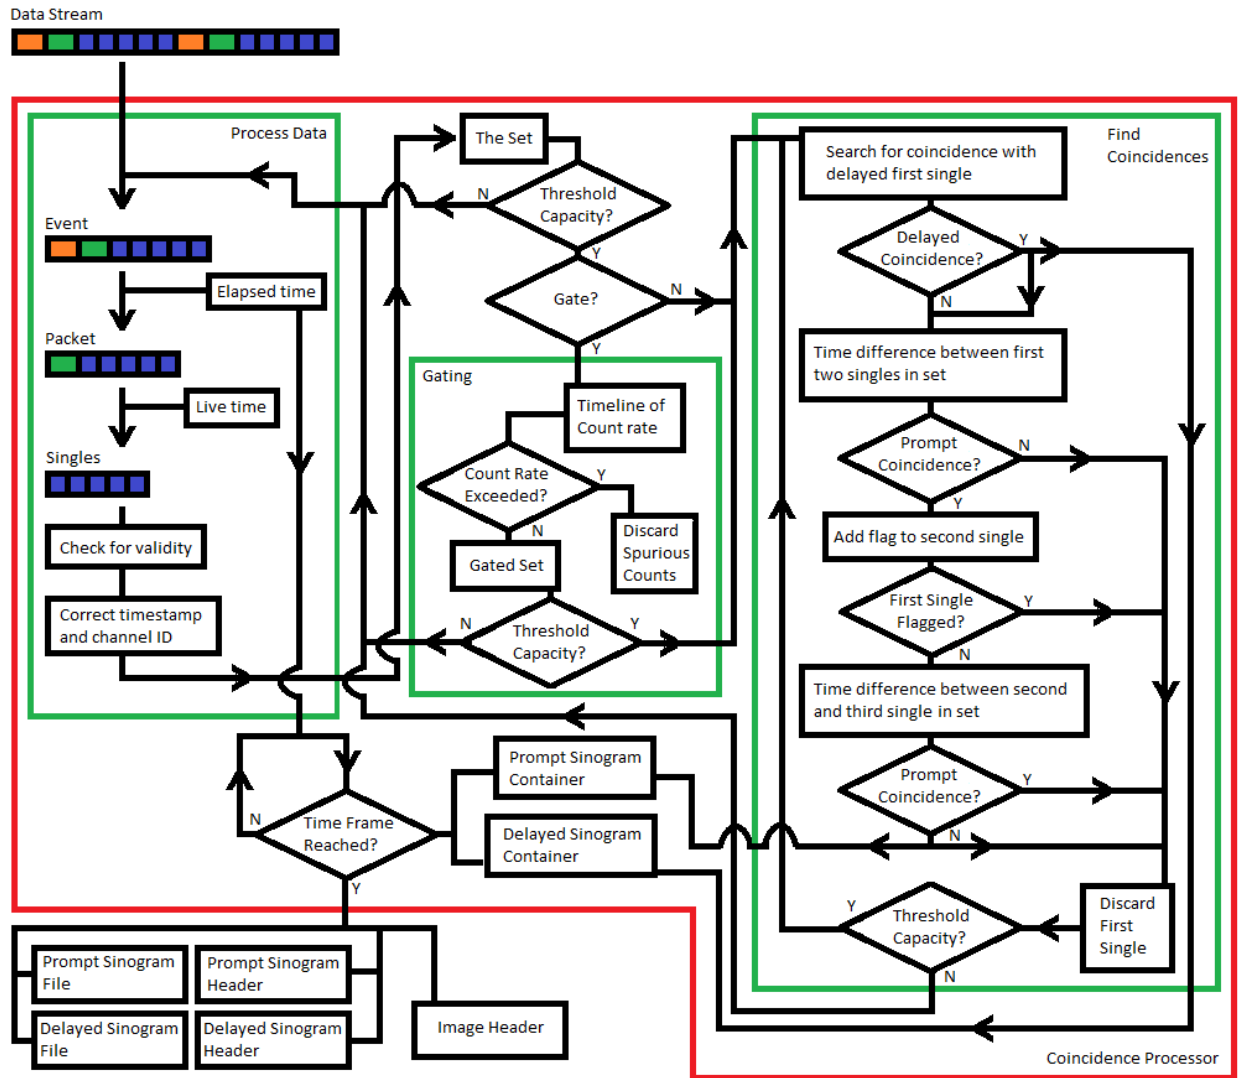 Data Stream
Process Data
Event
Elapsed time
Packet
Live time
Singles
Check for validity
Correct timestamp
and channel ID
The Set
Threshold
Capacity?
N
Y
Gate?
N
Y
Gating
Timeline of
Count rate
Count Rate
Exceeded?
Y
N
Discard
Spurious
Counts
Gated Set
Threshold
Capacity?
N
Y
Find
Coincidences
Search for coincidence with
delayed first single
Delayed
Coincidence?
Y
N
Time difference between first
two singles in set
Prompt
Coincidence?
N
Y
Add flag to second single
First Single
Flagged?
Y
N
Time difference between second
and third single in set
Prompt
Coincidence?
Y
N
Discard
First
Single
Threshold
Capacity?
Y
N
Prompt Sinogram
Container
Delayed Sinogram
Container
Time Frame
Reached?
N
Y
Prompt Sinogram
File
Prompt Sinogram
Header
Delayed Sinogram
File
Delayed Sinogram
Header
Image Header
Coincidence Processor